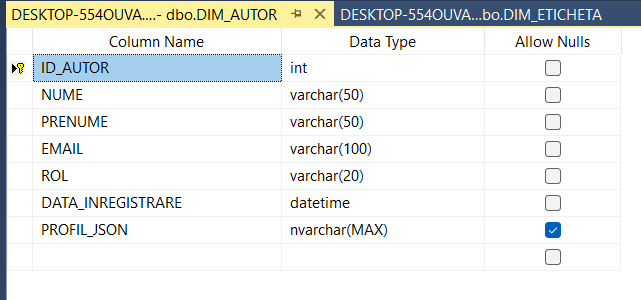 DESKTOP-554OUVA....- dbo.DIM_AUTOR DESKTOP-554OUVA...bo.DIM_ETICHETA
Column Name Data Type Allow Nulls
ID_AUTOR int
NUME varchar(50)
PRENUME varchar(50)
EMAIL varchar(100)
ROL varchar(20)
DATA_INREGISTRARE datetime
PROFIL_JSON nvarchar(MAX)